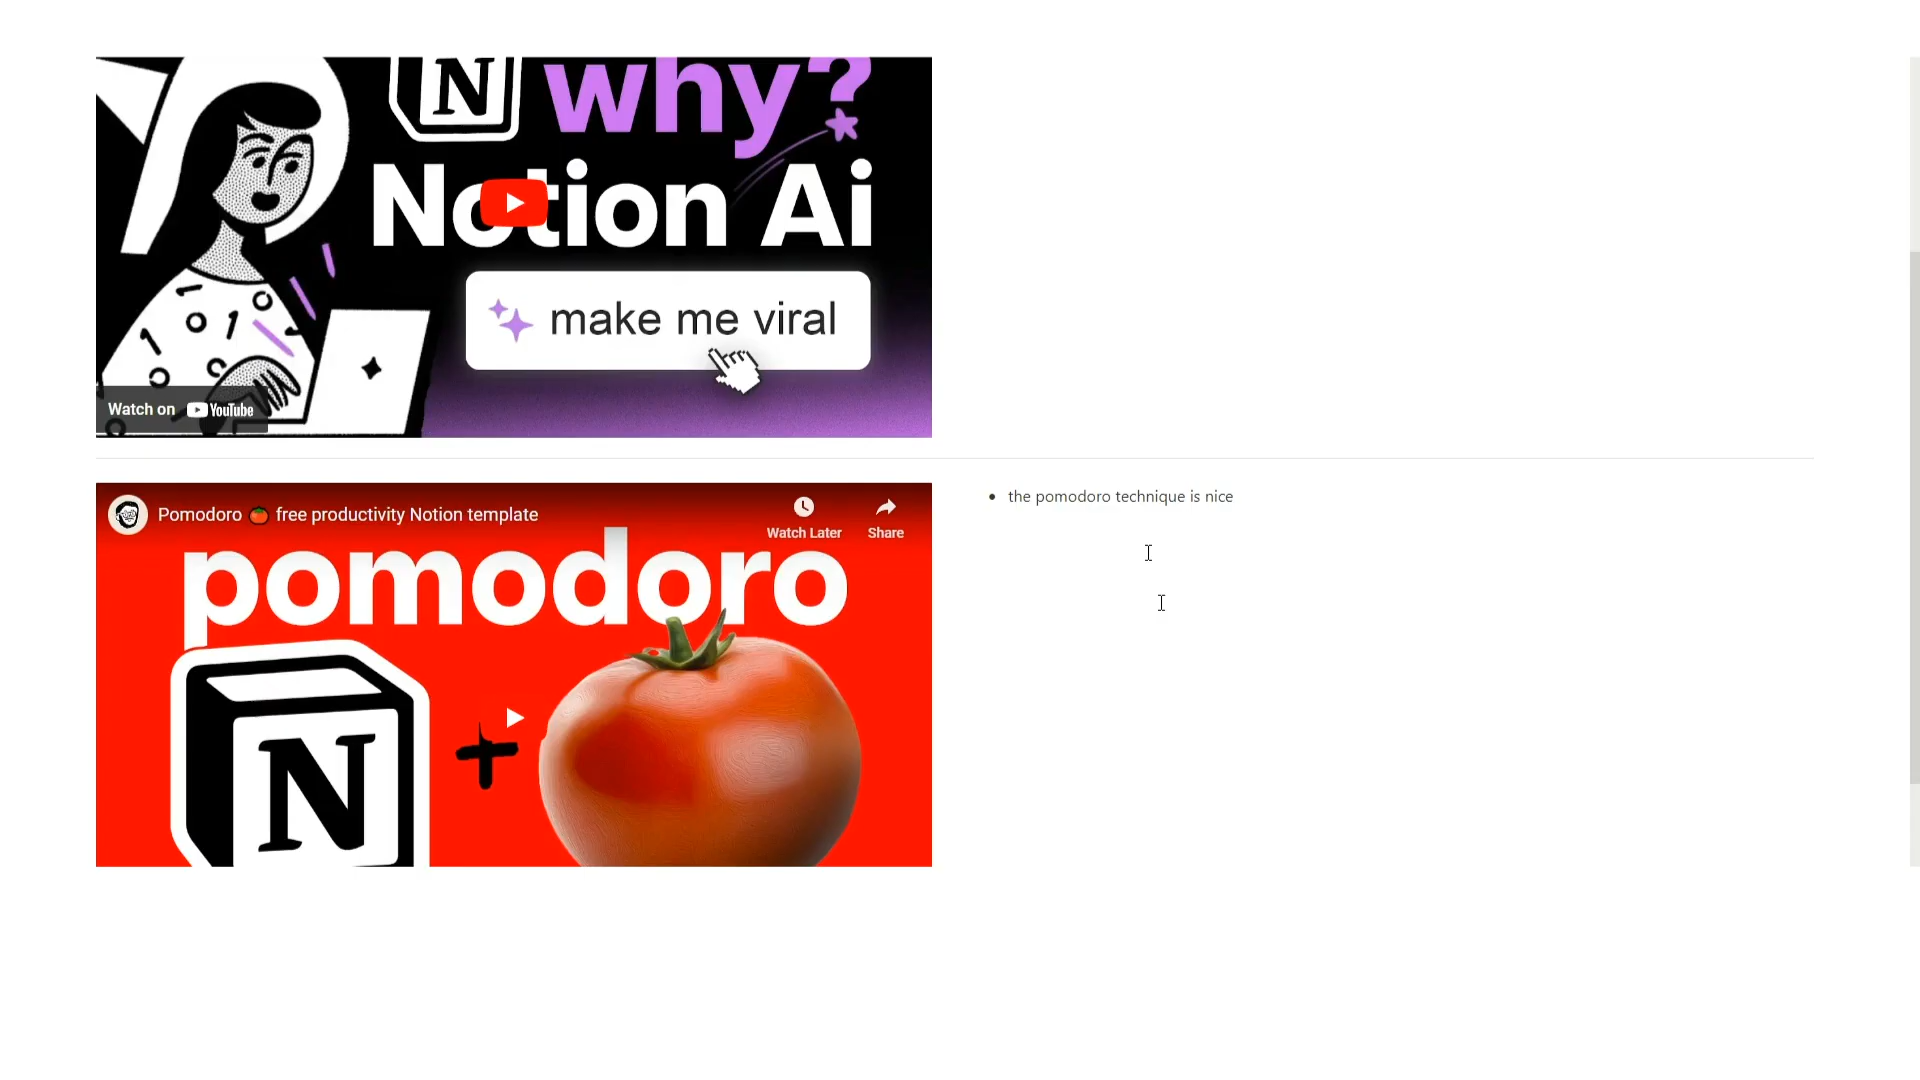 N why?
Notion Ai
make me viral
Watch on YouTube
Pomodoro 🍅 free productivity Notion template
Watch Later
Share
pomodoro
N +
• the pomodoro technique is nice